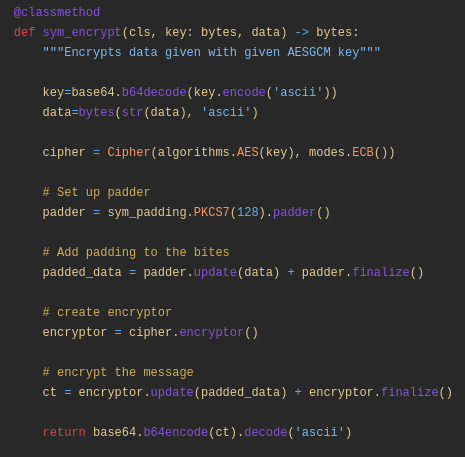 @classmethod
def sym_encrypt(cls, key: bytes, data) -> bytes:
    """Encrypts data given with given AESGCM key"""

    key=base64.b64decode(key.encode('ascii'))
    data=bytes(str(data), 'ascii')

    cipher = Cipher(algorithms.AES(key), modes.ECB())

    # Set up padder
    padder = sym_padding.PKCS7(128).padder()

    # Add padding to the bites
    padded_data = padder.update(data) + padder.finalize()

    # create encryptor
    encryptor = cipher.encryptor()

    # encrypt the message
    ct = encryptor.update(padded_data) + encryptor.finalize()

    return base64.b64encode(ct).decode('ascii')